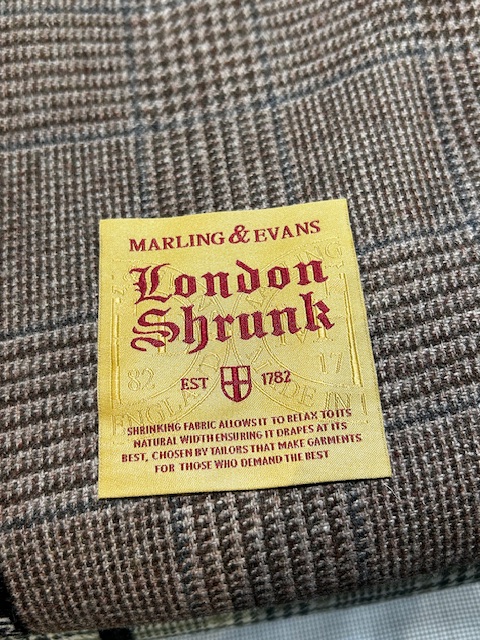 MARLING & EVANS
London
Shrunk
82 17
EST 1782
SHRINKING FABRIC ALLOWS IT TO RELAX TO ITS
NATURAL WIDTH ENSURING IT DRAPES AT ITS
BEST, CHOSEN BY TAILORS THAT MAKE GARMENTS
FOR THOSE WHO DEMAND THE BEST